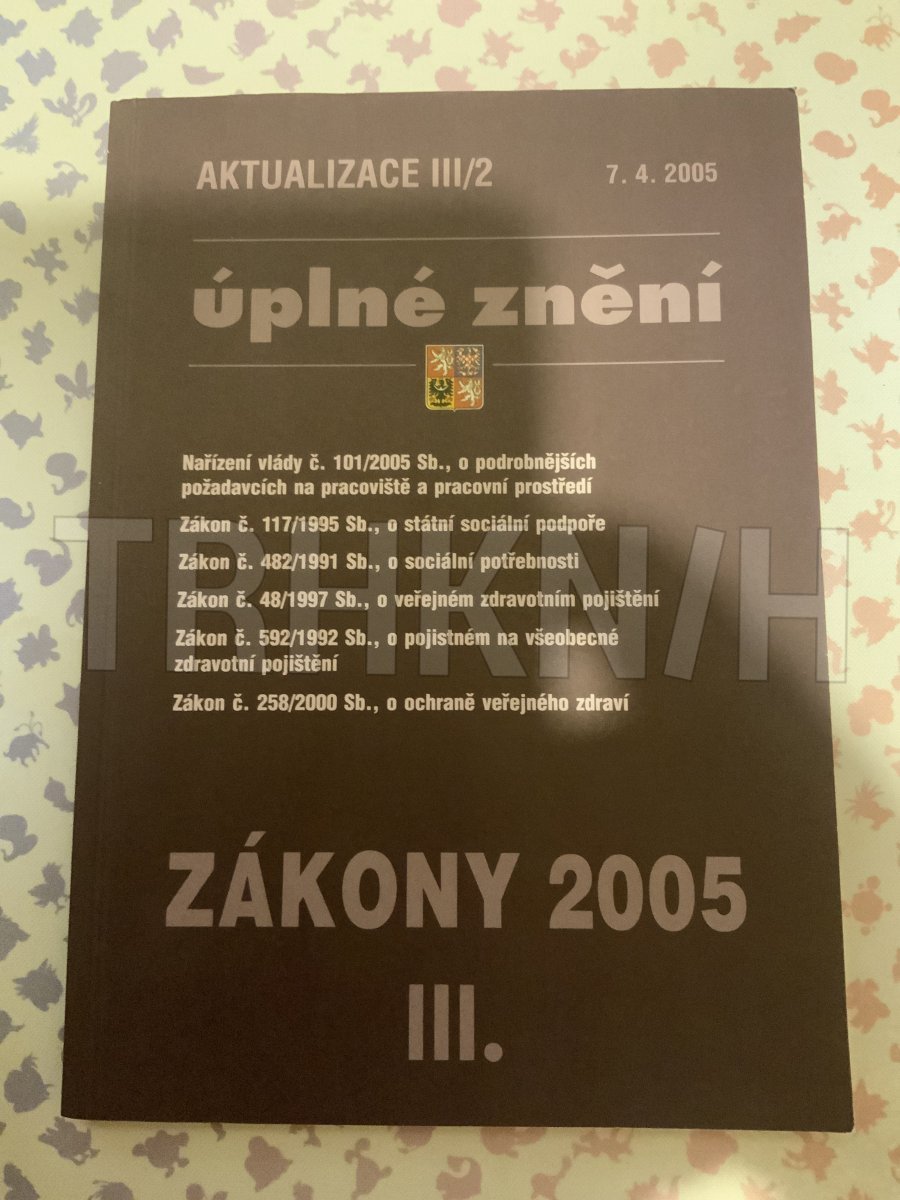 AKTUALIZACE III/2 7. 4. 2005
úplné znění
Nařízení vlády č. 101/2005 Sb., o podrobnějších
požadavcích na pracoviště a pracovní prostředí
Zákon č. 117/1995 Sb., o státní sociální podpoře
Zákon č. 482/1991 Sb., o sociální potřebnosti
TBHKN/H
Zákon č. 48/1997 Sb., o veřejném zdravotním pojištění
Zákon č. 592/1992 Sb., o pojistném na všeobecné
zdravotní pojištění
Zákon č. 258/2000 Sb., o ochraně veřejného zdraví
ZÁKONY 2005
III.